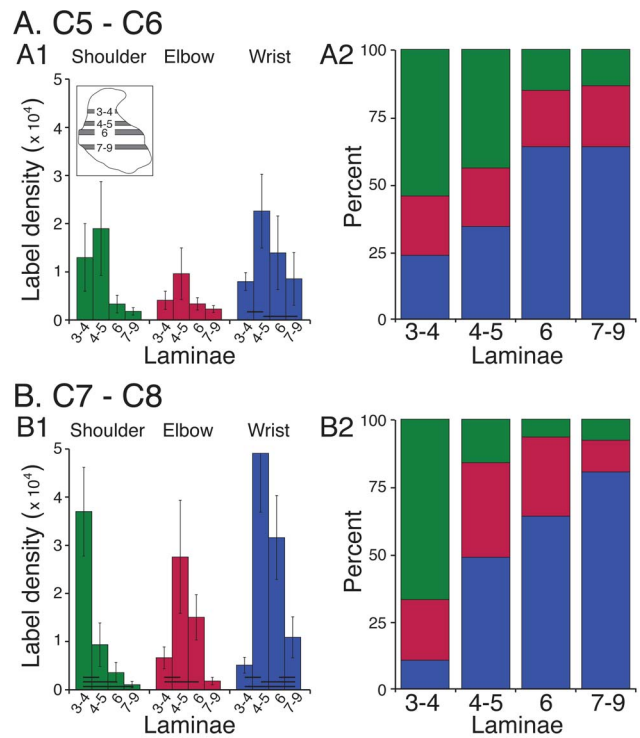 A. C5 - C6
A1 Shoulder Elbow Wrist
Label density (x 10⁴)
5
4
3
2
1
0
3-4
4-5
6
7-9
3-4 4-5 6 7-9 3-4 4-5 6 7-9 3-4 4-5 6 7-9
Laminae
A2
Percent
100
75
50
25
0
3-4 4-5 6 7-9
Laminae
B. C7 - C8
B1 Shoulder Elbow Wrist
Label density (x 10⁴)
5
4
3
2
1
0
3-4 4-5 6 7-9 3-4 4-5 6 7-9 3-4 4-5 6 7-9
Laminae
B2
Percent
100
75
50
25
0
3-4 4-5 6 7-9
Laminae